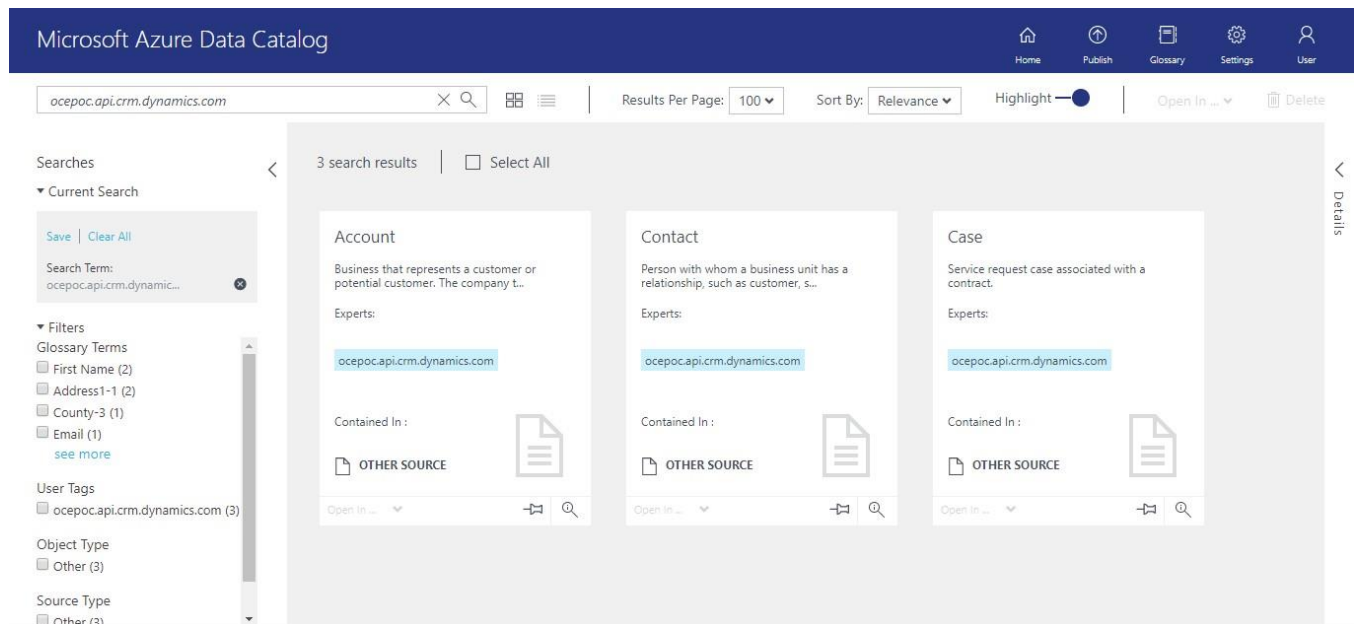 Microsoft Azure Data Catalog
Home
Publish
Glossary
Settings
User
ocepoc.api.crm.dynamics.com
Results Per Page: 100
Sort By: Relevance
Highlight
Open In ...
Delete
Searches
Current Search
Save | Clear All
Search Term:
ocepoc.api.crm.dynamic...
Filters
Glossary Terms
First Name (2)
Address1-1 (2)
County-3 (1)
Email (1)
see more
User Tags
ocepoc.api.crm.dynamics.com (3)
Object Type
Other (3)
Source Type
Other (3)
3 search results
Select All
Account
Business that represents a customer or
potential customer. The company t...
Experts:
ocepoc.api.crm.dynamics.com
Contained In :
OTHER SOURCE
Open In ...
Contact
Person with whom a business unit has a
relationship, such as customer, s...
Experts:
ocepoc.api.crm.dynamics.com
Contained In :
OTHER SOURCE
Open In ...
Case
Service request case associated with a
contract.
Experts:
ocepoc.api.crm.dynamics.com
Contained In :
OTHER SOURCE
Open In ...
Details